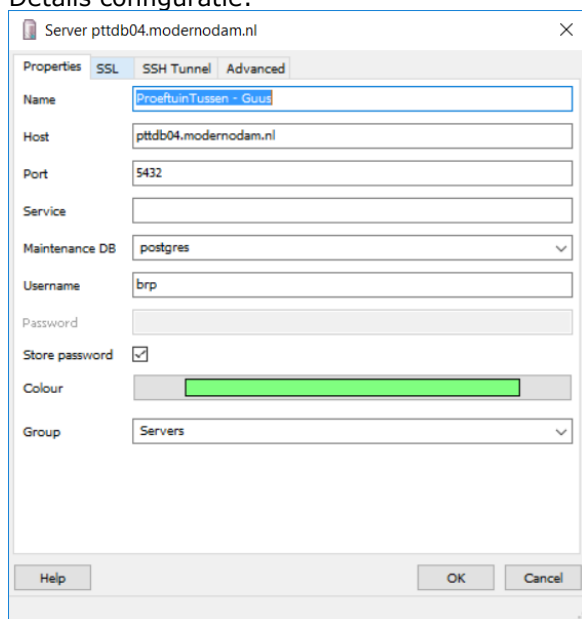 Details configuratie:
Server pttdb04.modernodam.nl
Properties SSL SSH Tunnel Advanced
Name ProeftuinTussen - Guus
Host pttdb04.modernodam.nl
Port 5432
Service
Maintenance DB postgres
Username brp
Password
Store password
Colour
Group Servers
Help OK Cancel